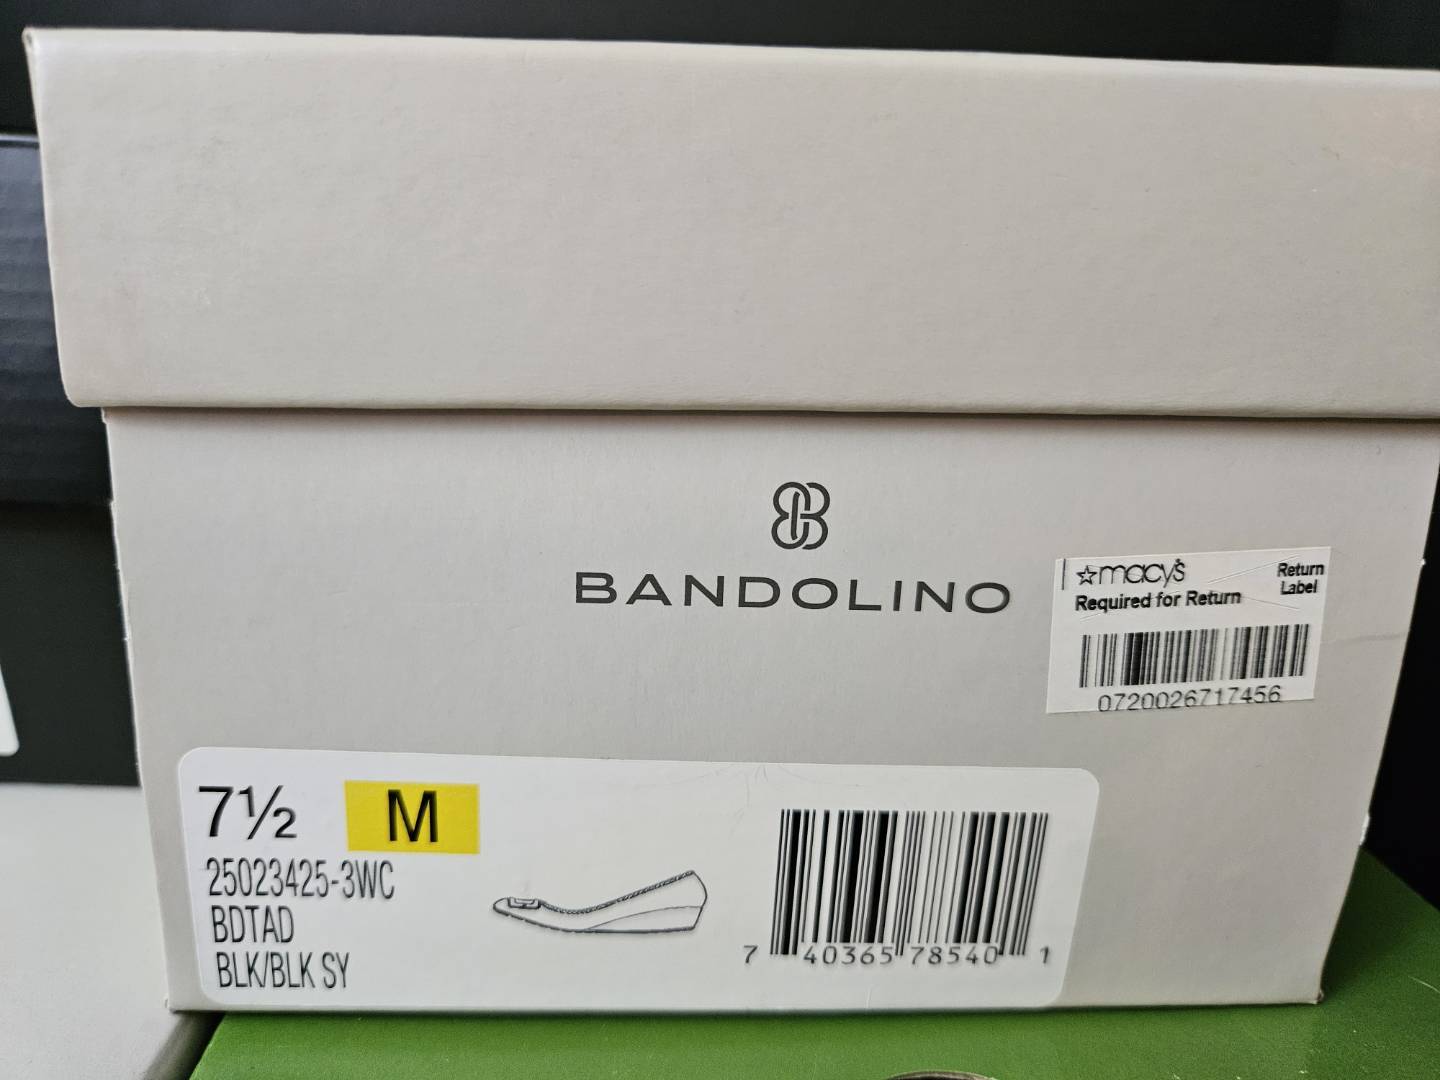 BANDOLINO
macy's
Return
Label
Required for Return
0720026717456
7½ M
25023425-3WC
BDTAD
BLK/BLK SY
7 40365 78540 1